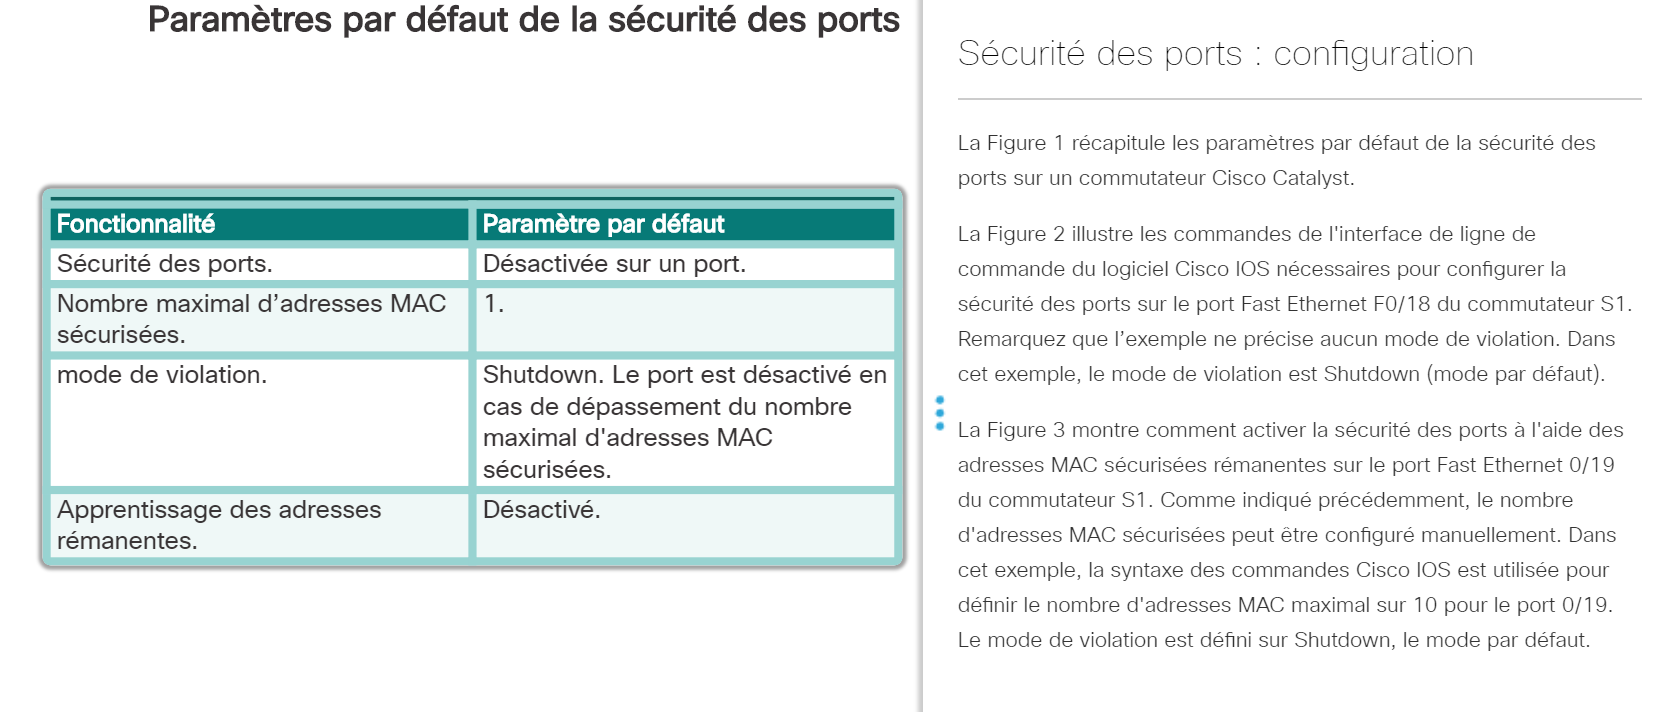 Paramètres par défaut de la sécurité des ports
Fonctionnalité
Paramètre par défaut
Sécurité des ports.
Désactivée sur un port.
Nombre maximal d’adresses MAC
sécurisées.
1.
mode de violation.
Shutdown. Le port est désactivé en
cas de dépassement du nombre
maximal d'adresses MAC
sécurisées.
Apprentissage des adresses
rémanentes.
Désactivé.
Sécurité des ports : configuration
La Figure 1 récapitule les paramètres par défaut de la sécurité des
ports sur un commutateur Cisco Catalyst.
La Figure 2 illustre les commandes de l'interface de ligne de
commande du logiciel Cisco IOS nécessaires pour configurer la
sécurité des ports sur le port Fast Ethernet F0/18 du commutateur S1.
Remarquez que l’exemple ne précise aucun mode de violation. Dans
cet exemple, le mode de violation est Shutdown (mode par défaut).
La Figure 3 montre comment activer la sécurité des ports à l'aide des
adresses MAC sécurisées rémanentes sur le port Fast Ethernet 0/19
du commutateur S1. Comme indiqué précédemment, le nombre
d'adresses MAC sécurisées peut être configuré manuellement. Dans
cet exemple, la syntaxe des commandes Cisco IOS est utilisée pour
définir le nombre d'adresses MAC maximal sur 10 pour le port 0/19.
Le mode de violation est défini sur Shutdown, le mode par défaut.